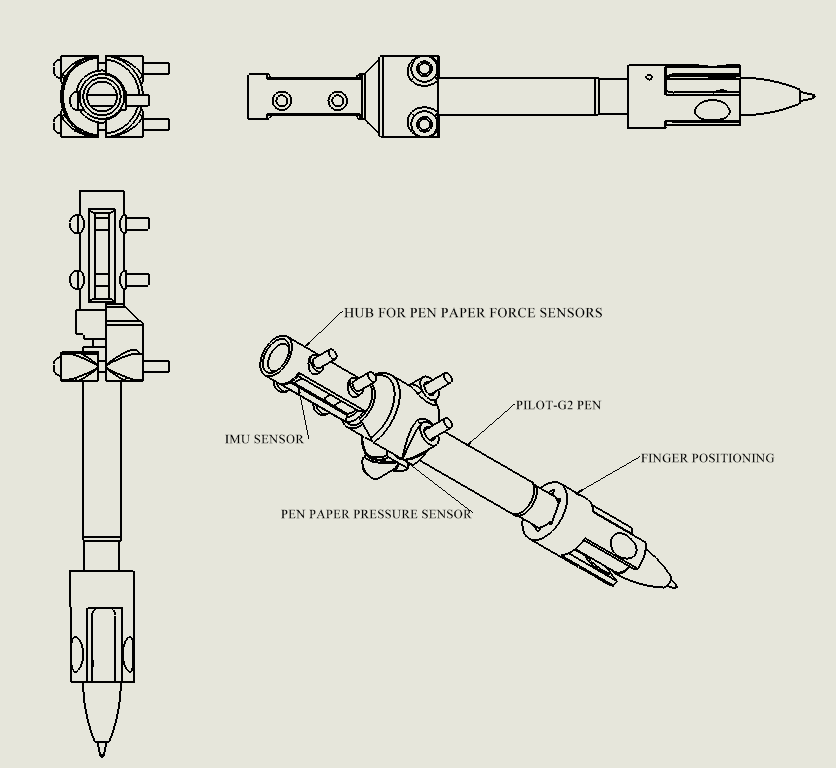 HUB FOR PEN PAPER FORCE SENSORS
PILOT-G2 PEN
IMU SENSOR
FINGER POSITIONING
PEN PAPER PRESSURE SENSOR